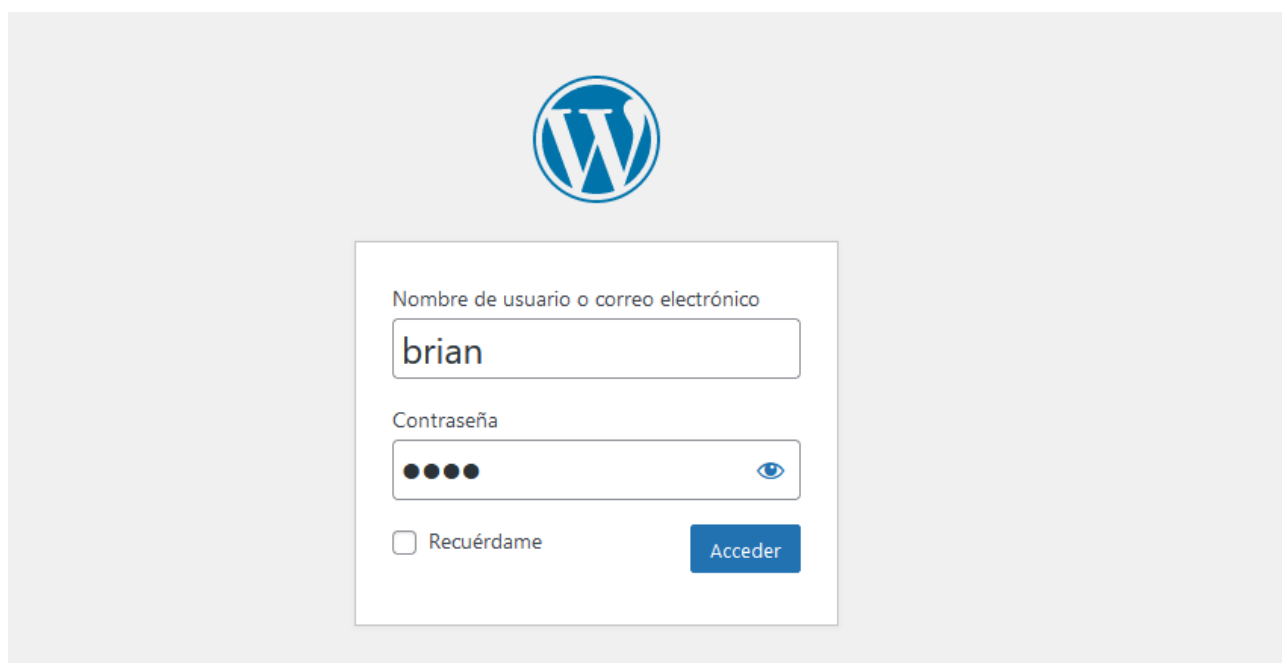 Nombre de usuario o correo electrónico
brian
Contraseña
●●●●
Recuérdame
Acceder